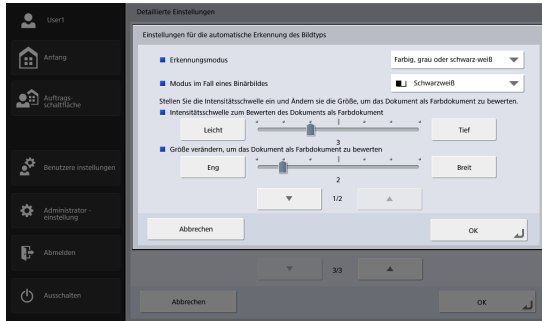 User1
Anfang
Auftrags-
schaltfläche
Benutzere instellungen
Administrator -
einstellung
Abmelden
Ausschalten
Detaillierte Einstellungen
Einstellungen für die automatische Erkennung des Bildtyps
Erkennungsmodus
Farbig, grau oder schwarz-weiß
Modus im Fall eines Binärbildes
Schwarzweiß
Stellen Sie die Intensitätsschwelle ein und Ändern sie die Größe, um das Dokument als Farbdokument zu bewerten.
Intensitätsschwelle zum Bewerten des Dokuments als Farbdokument
Leicht
Tief
3
Größe verändern, um das Dokument als Farbdokument zu bewerten
Eng
Breit
2
1/2
Abbrechen
OK
3/3
Abbrechen
OK